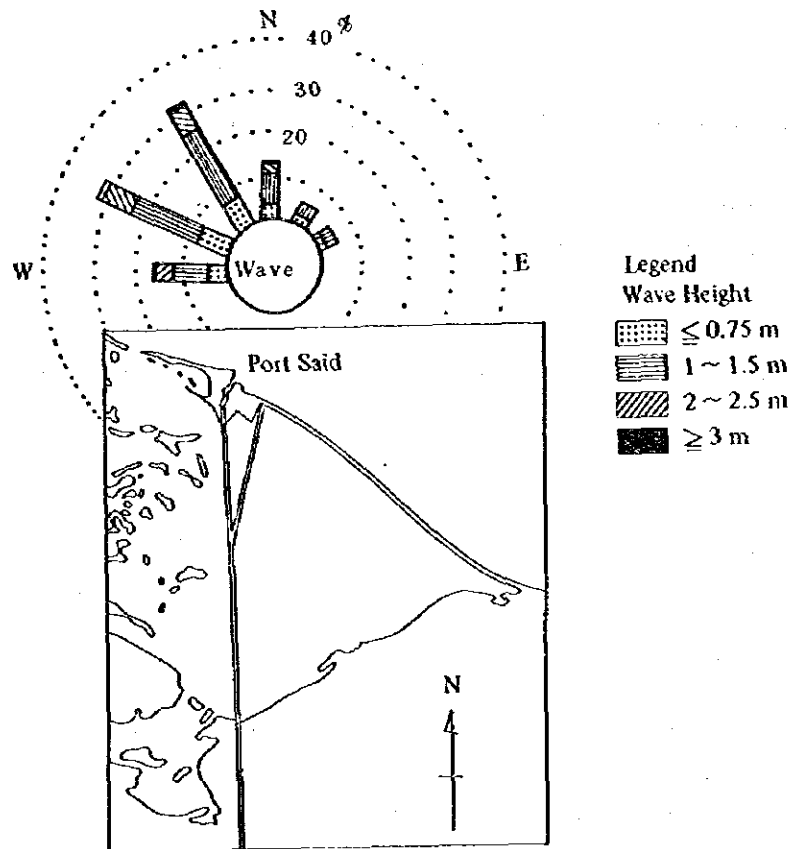 N
40 %
30
20
W
Wave
E
Legend
Wave Height
≦ 0.75 m
1 ~ 1.5 m
2 ~ 2.5 m
≧ 3 m
Port Said
N